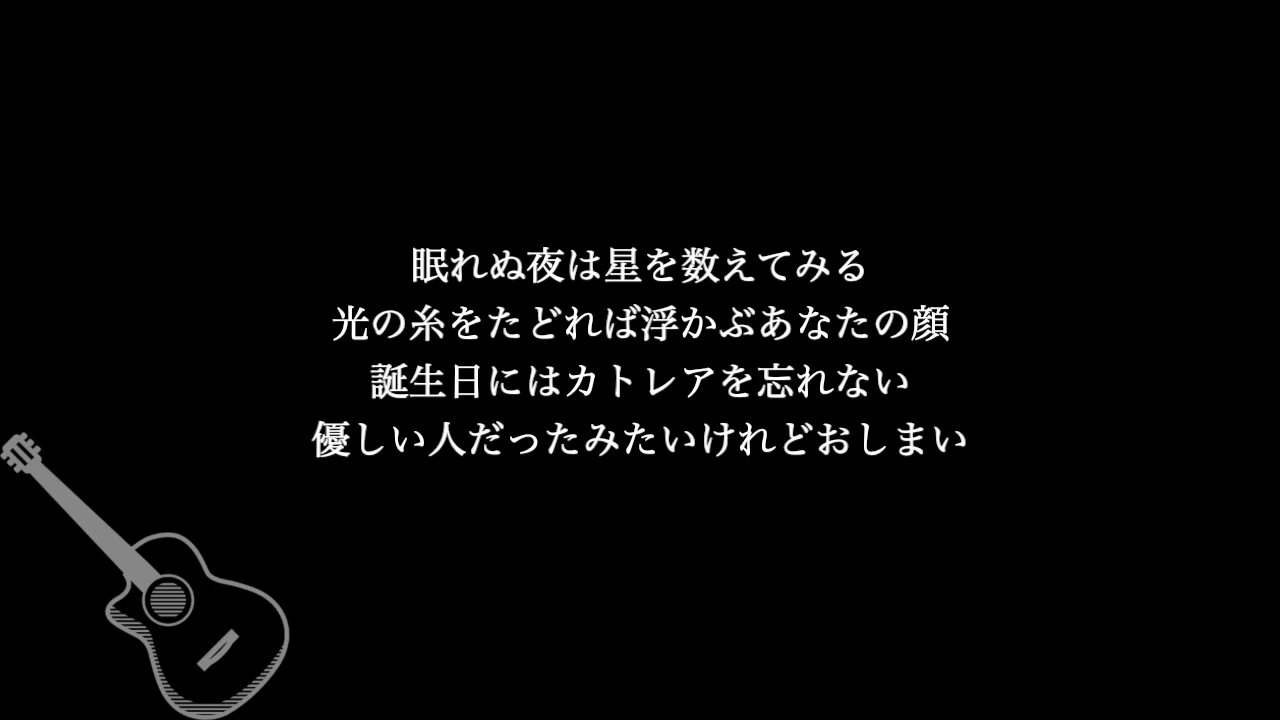 眠れぬ夜は星を数えてみる
光の糸をたどれば浮かぶあなたの顔
誕生日にはカトレアを忘れない
優しい人だったみたいけれどおしまい